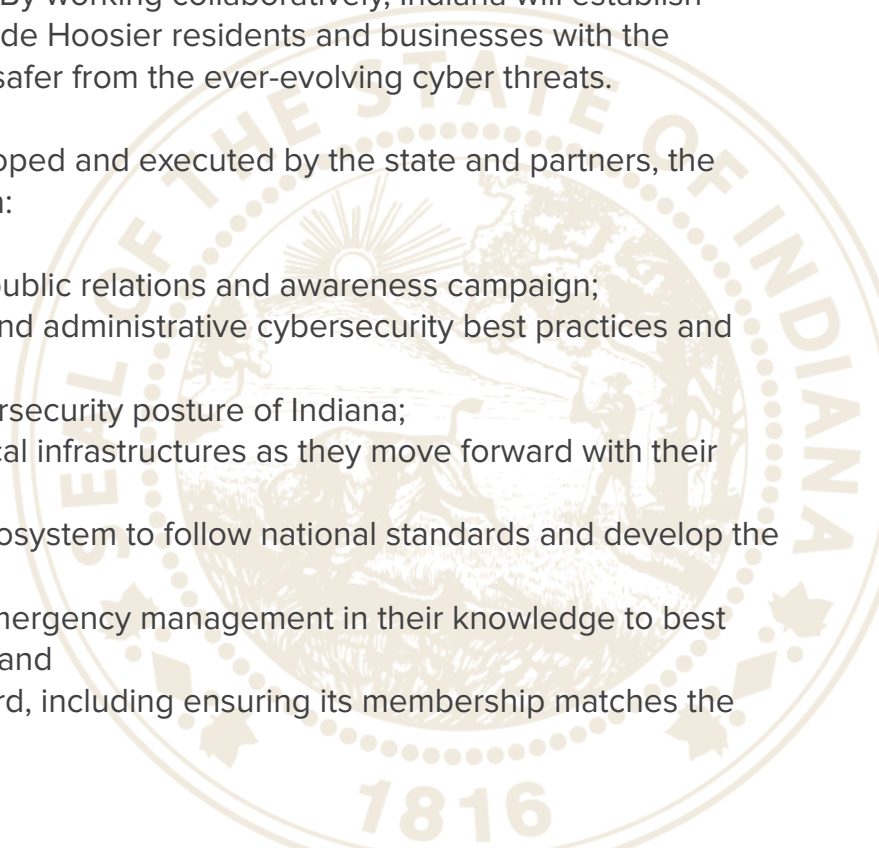 By working collaboratively, Indiana will establish
de Hoosier residents and businesses with the
safer from the ever-evolving cyber threats.
oped and executed by the state and partners, the
:
public relations and awareness campaign;
nd administrative cybersecurity best practices and
rsecurity posture of Indiana;
cal infrastructures as they move forward with their
osystem to follow national standards and develop the
mergency management in their knowledge to best
and
rd, including ensuring its membership matches the
SEAL OF THE STATE OF INDIANA
1816